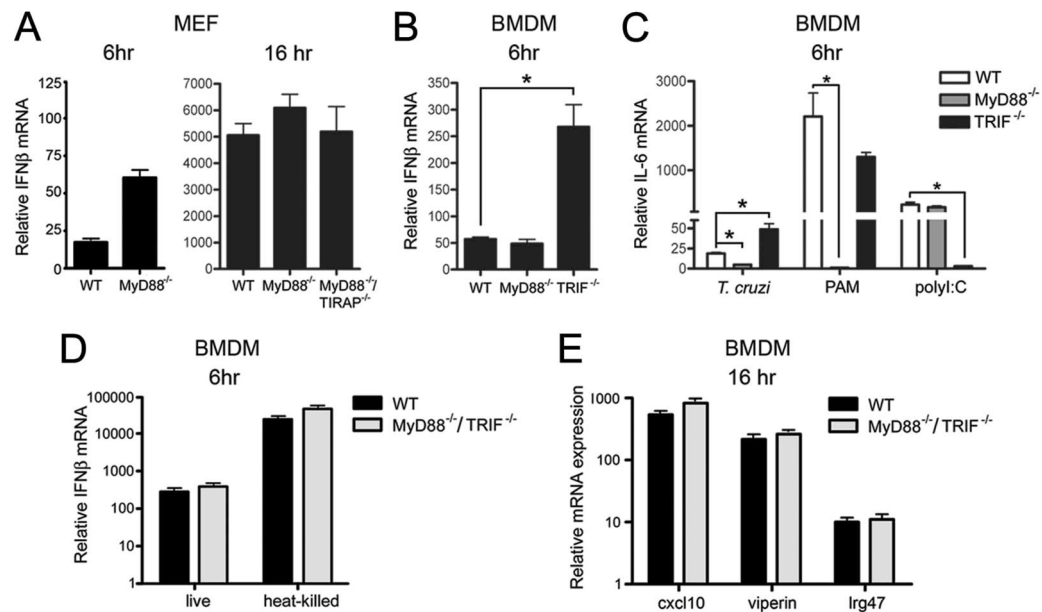 A
MEF
6hr
16 hr
Relative IFNβ mRNA
125
100
75
50
25
0
WT
MyD88-/-
7000
6000
5000
4000
3000
2000
1000
0
WT
MyD88-/-
MyD88-/-/
TIRAP-/-
B
BMDM
6hr
Relative IFNβ mRNA
350
300
250
200
150
100
50
0
*
WT
MyD88-/-
TRIF-/-
C
BMDM
6hr
WT
MyD88-/-
TRIF-/-
Relative IL-6 mRNA
3000
2000
1000
50
25
0
*
*
*
*
T. cruzi
PAM
polyI:C
D
BMDM
6hr
WT
MyD88-/-/ TRIF-/-
Relative IFNβ mRNA
100000
10000
1000
100
10
1
live
heat-killed
E
BMDM
16 hr
WT
MyD88-/-/ TRIF-/-
Relative mRNA expression
1000
100
10
1
cxcl10
viperin
lrg47